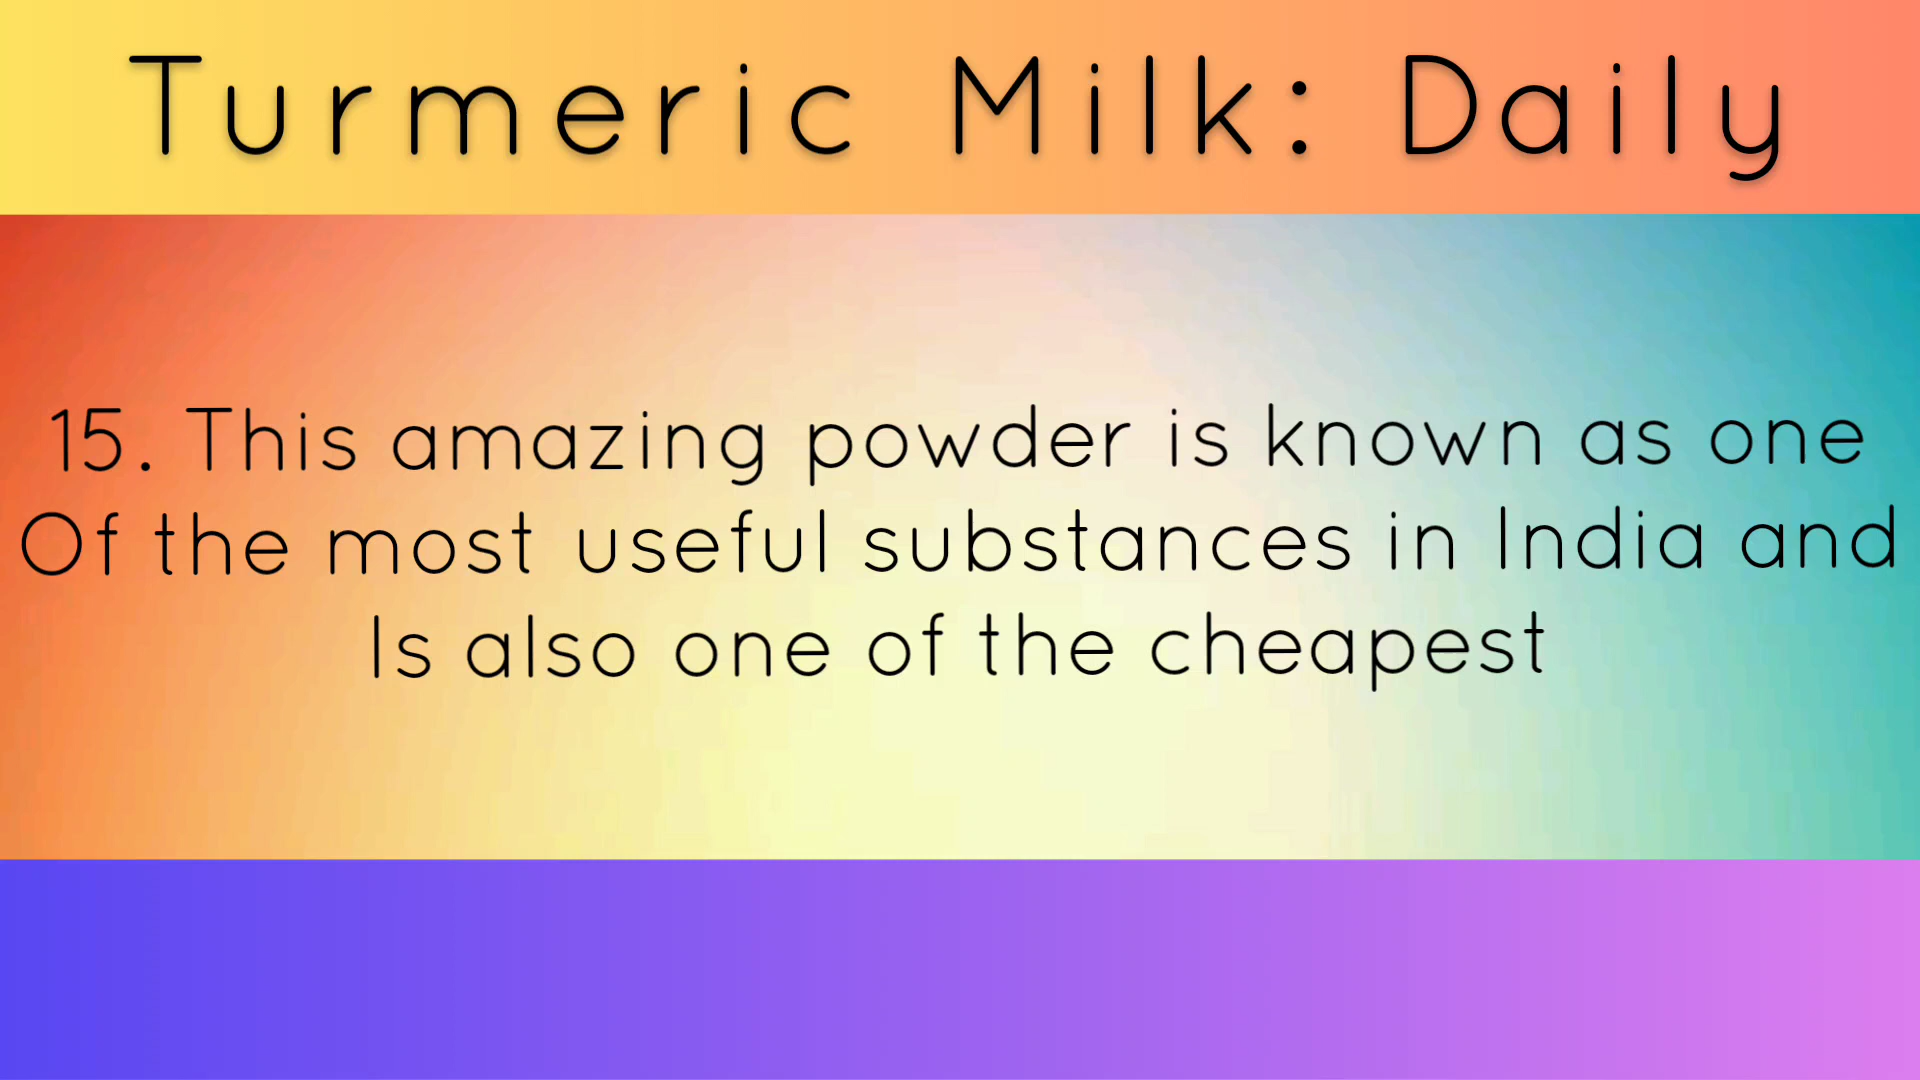 Turmeric Milk: Daily
15. This amazing powder is known as one
Of the most useful substances in India and
Is also one of the cheapest